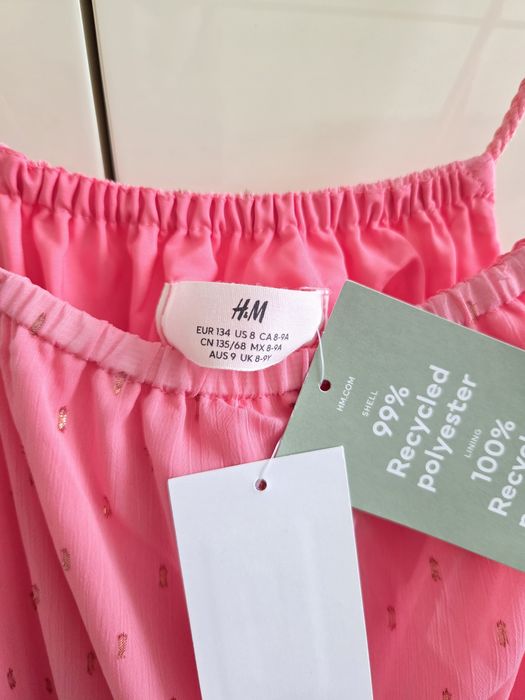 H&M
EUR 134 US 8 CA 8-9A
CN 135/68 MX 8-9A
AUS 9 UK 8-9Y
HM.COM
SHELL
99%
Recycled
polyester
LINING
100%